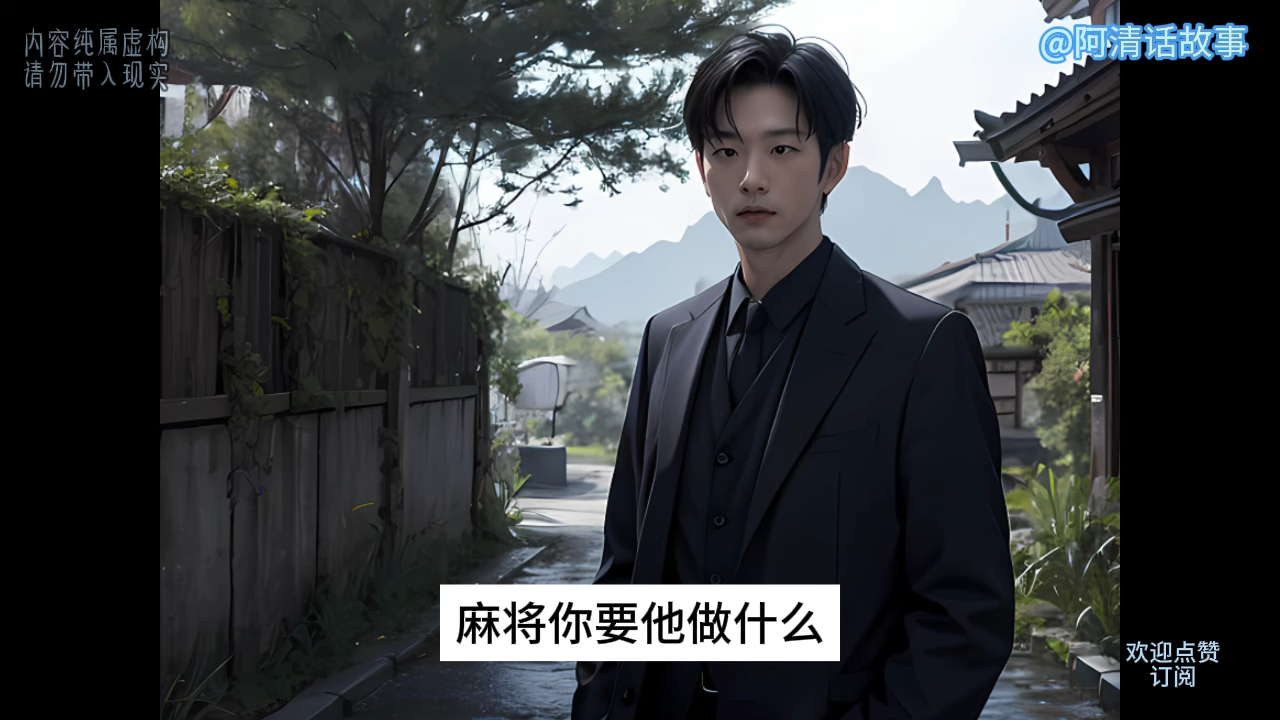 内容纯属虚构
请勿带入现实
@阿清话故事
麻将你要他做什么
欢迎点赞
订阅